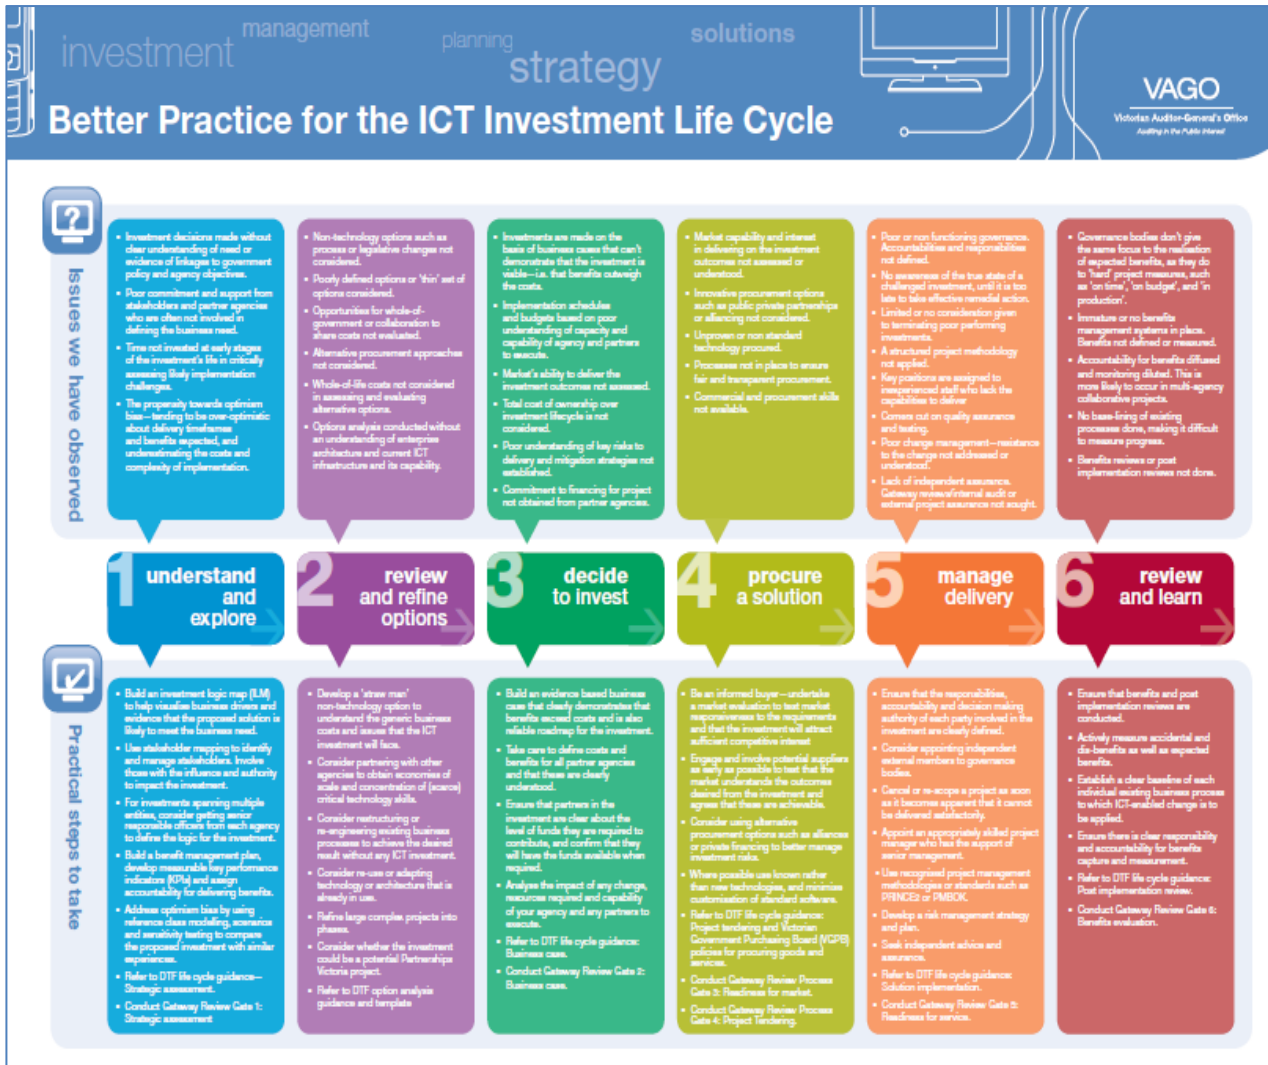 investment
management
planning
strategy
solutions
Better Practice for the ICT Investment Life Cycle
VAGO
Victorian Auditor-General's Office
Auditing in the Public Interest
Issues we have observed
• Investment decisions made without
clear understanding of need or
evidence of linkages to government
policy and agency objectives.
• Poor commitment and support from
stakeholders and partner agencies
who are often not involved in
defining the business need.
• Time not invested at early stages
of the investment's life in critically
assessing likely implementation
challenges.
• The propensity towards optimism
bias—tending to be over-optimistic
about delivery timeframes
and benefits expected, and
underestimating the costs and
complexity of implementation.
• Non-technology options such as
process or legislative changes not
considered.
• Poorly defined options or 'thin' set of
options considered.
• Opportunities for whole-of-
government or collaboration to
share costs not evaluated.
• Alternative procurement approaches
not considered.
• Whole-of-life costs not considered
in assessing and evaluating
alternative options.
• Options analysis conducted without
an understanding of enterprise
architecture and current ICT
infrastructure and its capability.
• Investments are made on the
basis of business cases that can't
demonstrate that the investment is
viable—i.e. that benefits outweigh
the costs.
• Implementation schedules
and budgets based on poor
understanding of capacity and
capability of agency and partners
to execute.
• Market's ability to deliver the
investment outcomes not assessed.
• Total cost of ownership over
investment lifecycle is not
considered.
• Poor understanding of key risks to
delivery and mitigation strategies not
established.
• Commitment to financing for project
not obtained from partner agencies.
• Market capability and interest
in delivering on the investment
outcomes not assessed or
understood.
• Innovative procurement options
such as public private partnerships
or alliancing not considered.
• Unproven or non standard
technology procured.
• Processes not in place to ensure
fair and transparent procurement.
• Commercial and procurement skills
not available.
• Poor or non functioning governance.
Accountabilities and responsibilities
not defined.
• No awareness of the true state of a
challenged investment, until it is too
late to take effective remedial action.
• Limited or no consideration given
to terminating poor performing
investments.
• A structured project methodology
not applied.
• Key positions are assigned to
inexperienced staff who lack the
capabilities to deliver
• Corners cut on quality assurance
and testing.
• Poor change management—resistance
to the change not addressed or
understood.
• Lack of independent assurance.
Gateway reviews/internal audit or
external project assurance not sought.
• Governance bodies don't give
the same focus to the realisation
of expected benefits, as they do
to 'hard' project measures, such
as 'on time', 'on budget', and 'in
production'.
• Immature or no benefits
management systems in place.
Benefits not defined or measured.
• Accountability for benefits diffused
and monitoring diluted. This is
more likely to occur in multi-agency
collaborative projects.
• No base-lining of existing
processes done, making it difficult
to measure progress.
• Benefits reviews or post
implementation reviews not done.
1 understand
and
explore
2 review
and refine
options
3 decide
to invest
4 procure
a solution
5 manage
delivery
6 review
and learn
Practical steps to take
• Build an investment logic map (ILM)
to help visualise business drivers and
evidence that the proposed solution is
likely to meet the business need.
• Use stakeholder mapping to identify
and manage stakeholders. Involve
those with the influence and authority
to impact the investment.
• For investments spanning multiple
entities, consider getting senior
responsible officers from each agency
to define the logic for the investment.
• Build a benefit management plan,
develop measurable key performance
indicators (KPIs) and assign
accountability for delivering benefits.
• Address optimism bias by using
reference class modelling, scenarios
and sensitivity testing to compare
the proposed investment with similar
experiences.
• Refer to DTF life cycle guidance—
Strategic assessment.
• Conduct Gateway Review Gate 1:
Strategic assessment
• Develop a 'straw man'
non-technology option to
understand the generic business
costs and issues that the ICT
investment will face.
• Consider partnering with other
agencies to obtain economies of
scale and concentration of (scarce)
critical technology skills.
• Consider restructuring or
re-engineering existing business
processes to achieve the desired
result without any ICT investment.
• Consider re-use or adapting
technology or architecture that is
already in use.
• Refine large complex projects into
phases.
• Consider whether the investment
could be a potential Partnerships
Victoria project.
• Refer to DTF option analysis
guidance and template
• Build an evidence based business
case that clearly demonstrates that
benefits exceed costs and is also
reliable roadmap for the investment.
• Take care to define costs and
benefits for all partner agencies
and that these are clearly
understood.
• Ensure that partners in the
investment are clear about the
level of funds they are required to
contribute, and confirm that they
will have the funds available when
required.
• Analyse the impact of any change,
resources required and capability
of your agency and any partners to
execute.
• Refer to DTF life cycle guidance:
Business case.
• Conduct Gateway Review Gate 2:
Business case.
• Be an informed buyer—undertake
a market evaluation to test market
responsiveness to the requirements
and that the investment will attract
sufficient competitive interest
• Engage and involve potential suppliers
as early as possible to test that the
market understands the outcomes
desired from the investment and
agrees that these are achievable.
• Consider using alternative
procurement options such as alliances
or private financing to better manage
investment risks.
• Where possible use known rather
than new technologies, and minimise
customisation of standard software.
• Refer to DTF life cycle guidance:
Project tendering and Victorian
Government Purchasing Board (VGPB)
policies for procuring goods and
services.
• Conduct Gateway Review Process
Gate 3: Readiness for market.
• Conduct Gateway Review Process
Gate 4: Project Tendering.
• Ensure that the responsibilities,
accountability and decision making
authority of each party involved in the
investment are clearly defined.
• Consider appointing independent
external members to governance
bodies.
• Cancel or re-scope a project as soon
as it becomes apparent that it cannot
be delivered satisfactorily.
• Appoint an appropriately skilled project
manager who has the support of
senior management.
• Use recognised project management
methodologies or standards such as
PRINCE2 or PMBOK.
• Develop a risk management strategy
and plan.
• Seek independent advice and
assurance.
• Refer to DTF life cycle guidance:
Solution implementation.
• Conduct Gateway Review Gate 5:
Readiness for service.
• Ensure that benefits and post
implementation reviews are
conducted.
• Actively measure accidental and
dis-benefits as well as expected
benefits.
• Establish a clear baseline of each
individual existing business process
to which ICT-enabled change is to
be applied.
• Ensure there is clear responsibility
and accountability for benefits
capture and measurement.
• Refer to DTF life cycle guidance:
Post implementation review.
• Conduct Gateway Review Gate 6:
Benefits evaluation.